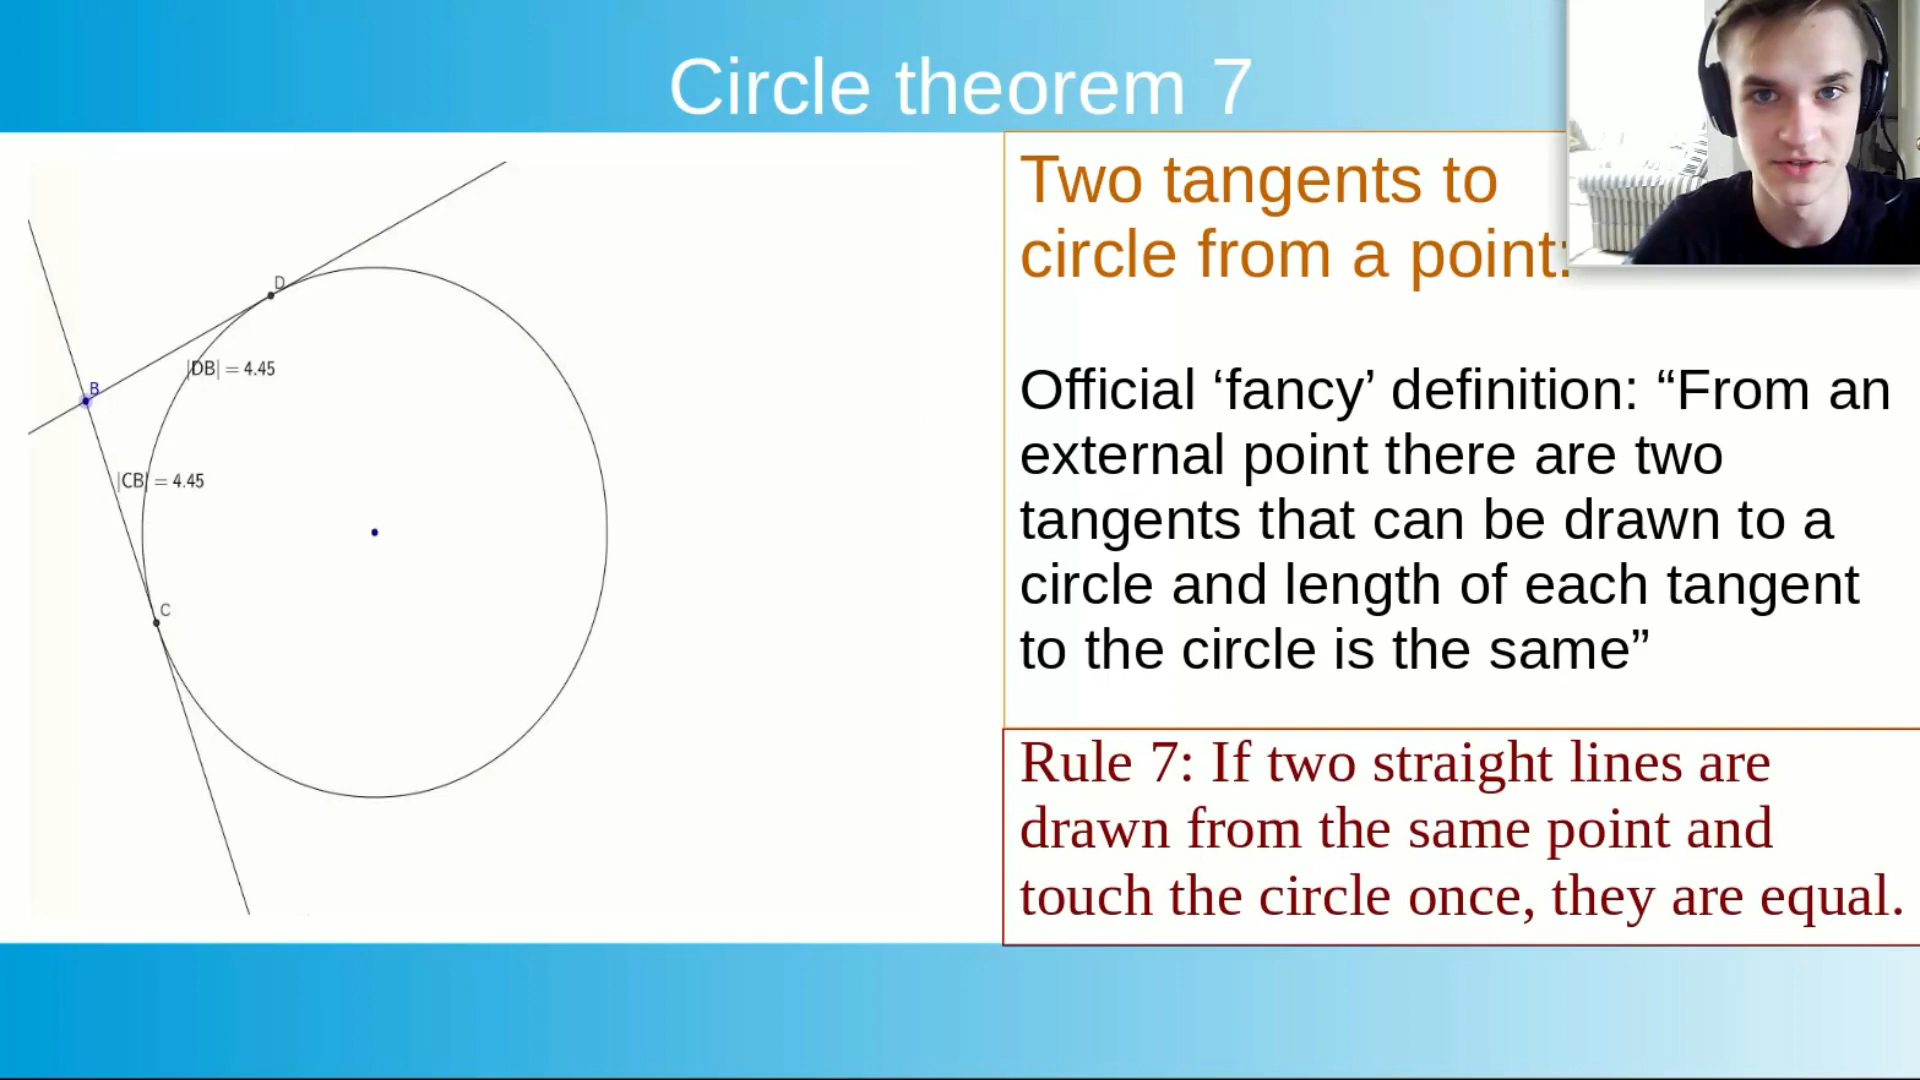 Circle theorem 7
Two tangents to
circle from a point:
Official ‘fancy’ definition: “From an
external point there are two
tangents that can be drawn to a
circle and length of each tangent
to the circle is the same”
Rule 7: If two straight lines are
drawn from the same point and
touch the circle once, they are equal.
D
|DB| = 4.45
B
|CB| = 4.45
C